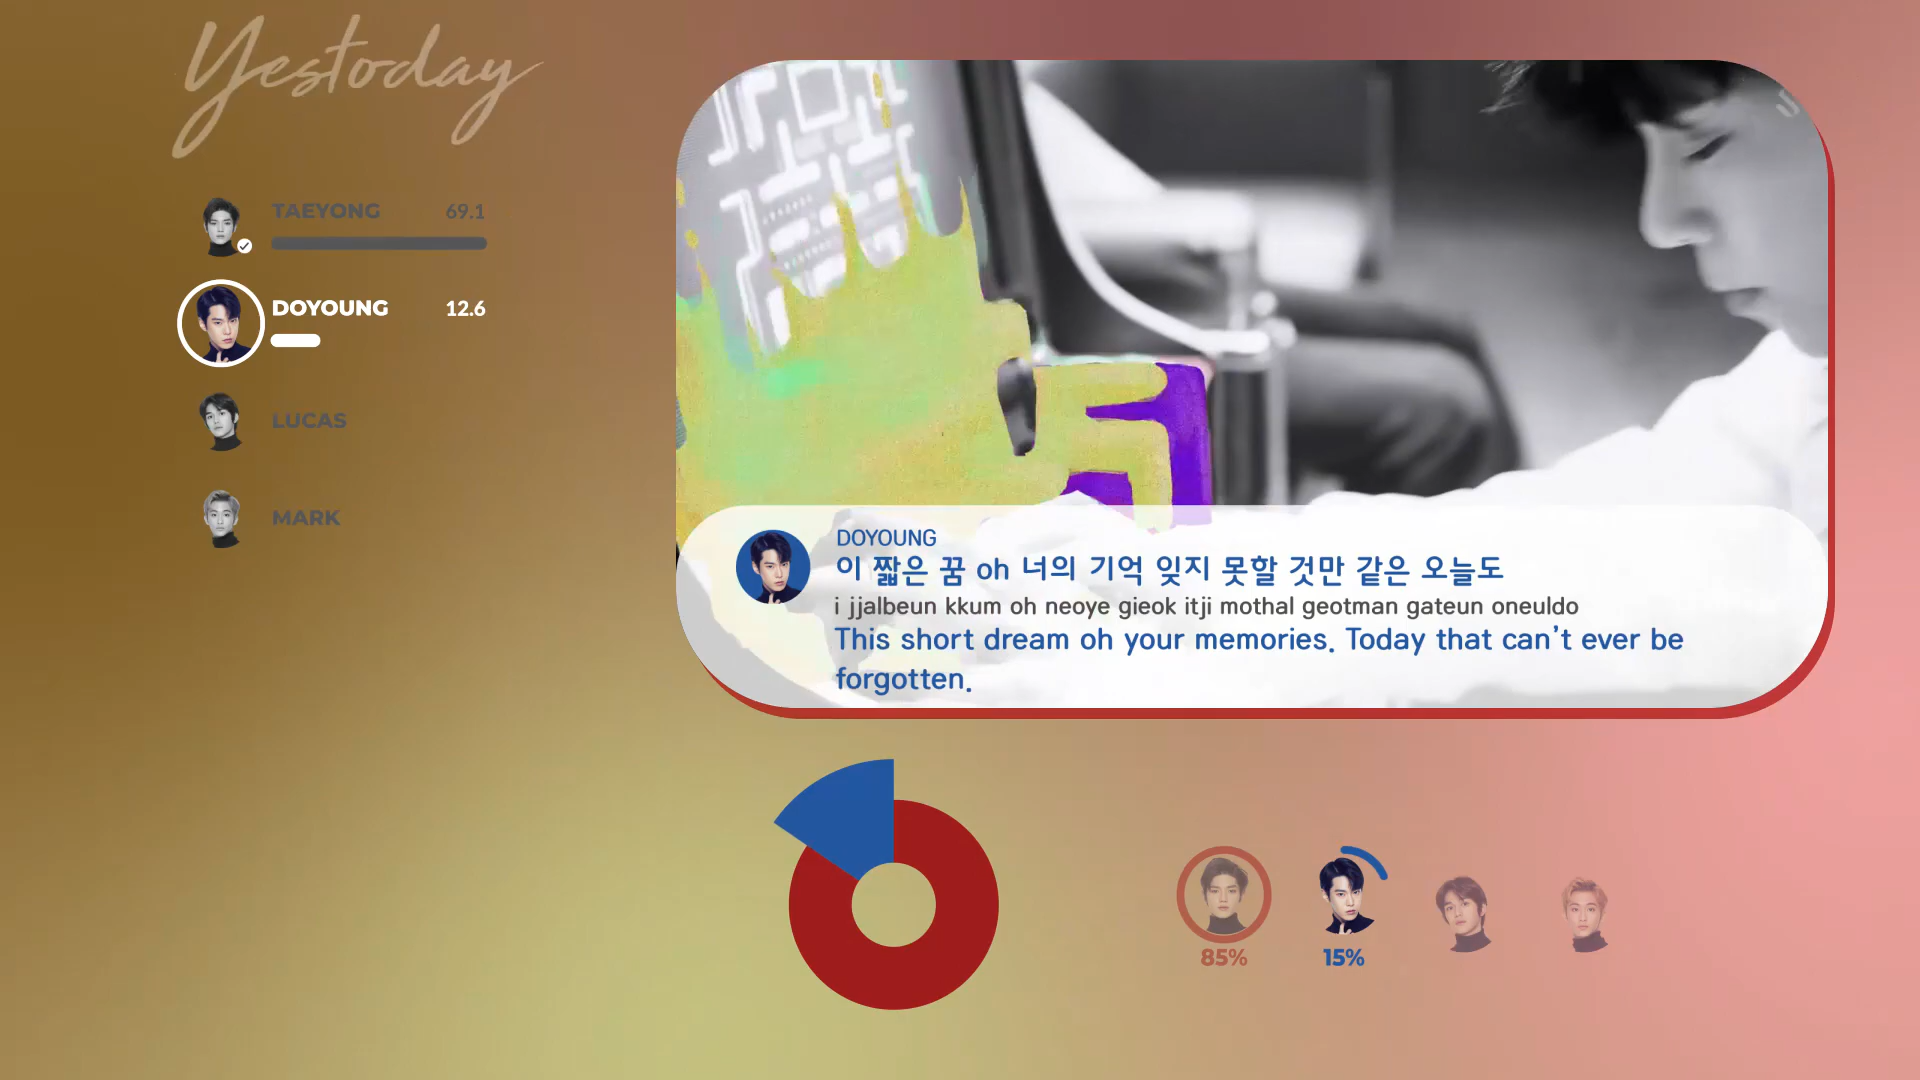 Yestoday
TAEYONG 69.1
DOYOUNG 12.6
LUCAS
MARK
DOYOUNG
이 짧은 꿈 oh 너의 기억 잊지 못할 것만 같은 오늘도
i jjalbeun kkum oh neoye gieok itji mothal geotman gateun oneuldo
This short dream oh your memories. Today that can't ever be
forgotten.
85% 15%